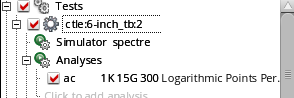 Tests
ctle:6-inch_tb:2
Simulator spectre
Analyses
ac 1K 15G 300 Logarithmic Points Per.
Click to add analysis